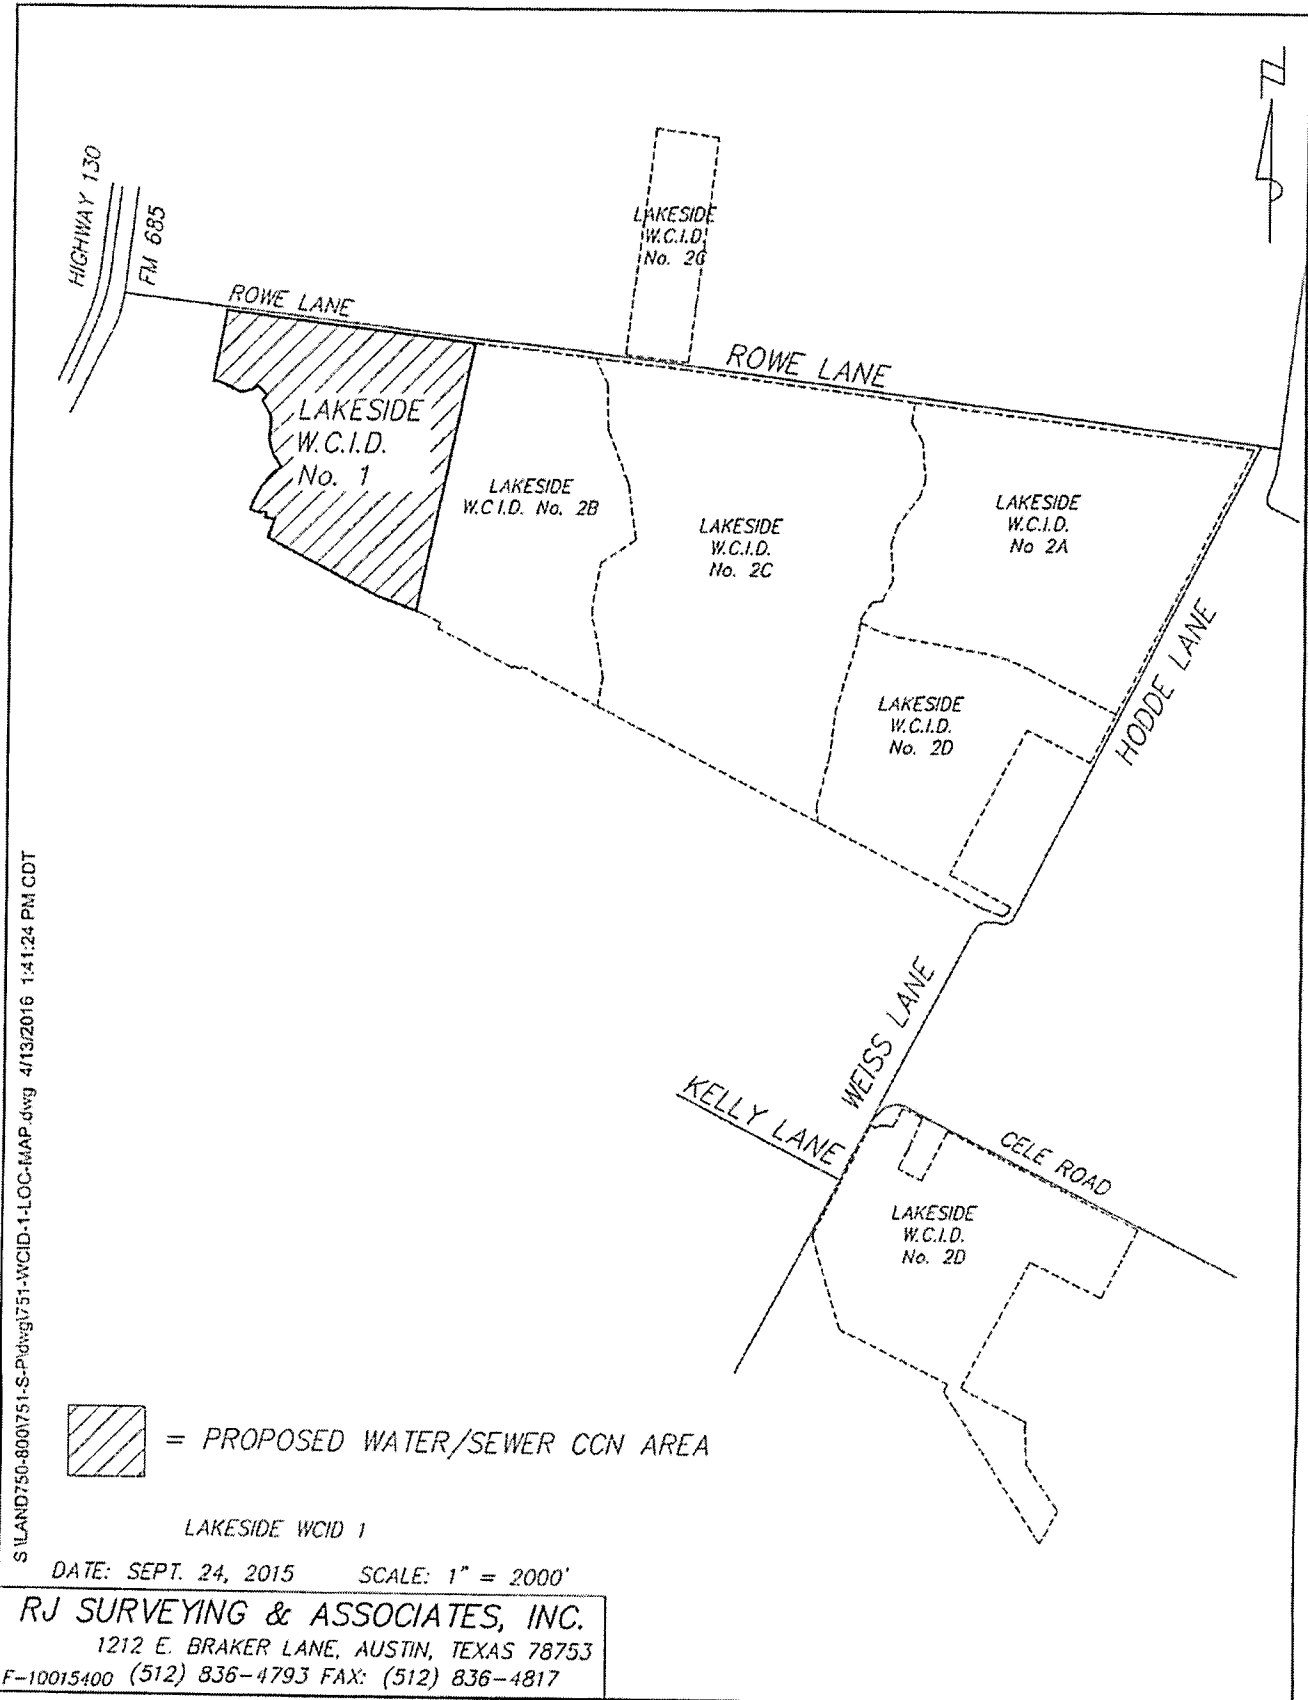 HIGHWAY 130
FM 685
ROWE LANE
LAKESIDE
W.C.I.D.
No. 2C
ROWE LANE
LAKESIDE
W.C.I.D.
No. 1
LAKESIDE
W.C.I.D. No. 2B
LAKESIDE
W.C.I.D.
No. 2C
LAKESIDE
W.C.I.D.
No 2A
LAKESIDE
W.C.I.D.
No. 2D
HODDE LANE
WEISS LANE
KELLY LANE
CELE ROAD
LAKESIDE
W.C.I.D.
No. 2D
N
S:\LAND750-800\751-S-P\dwg\751-WCID-1-LOC-MAP.dwg 4/13/2016 1:41:24 PM CDT
= PROPOSED WATER/SEWER CCN AREA
LAKESIDE WCID 1
DATE: SEPT. 24, 2015 SCALE: 1" = 2000'
RJ SURVEYING & ASSOCIATES, INC.
1212 E. BRAKER LANE, AUSTIN, TEXAS 78753
F-10015400 (512) 836-4793 FAX: (512) 836-4817